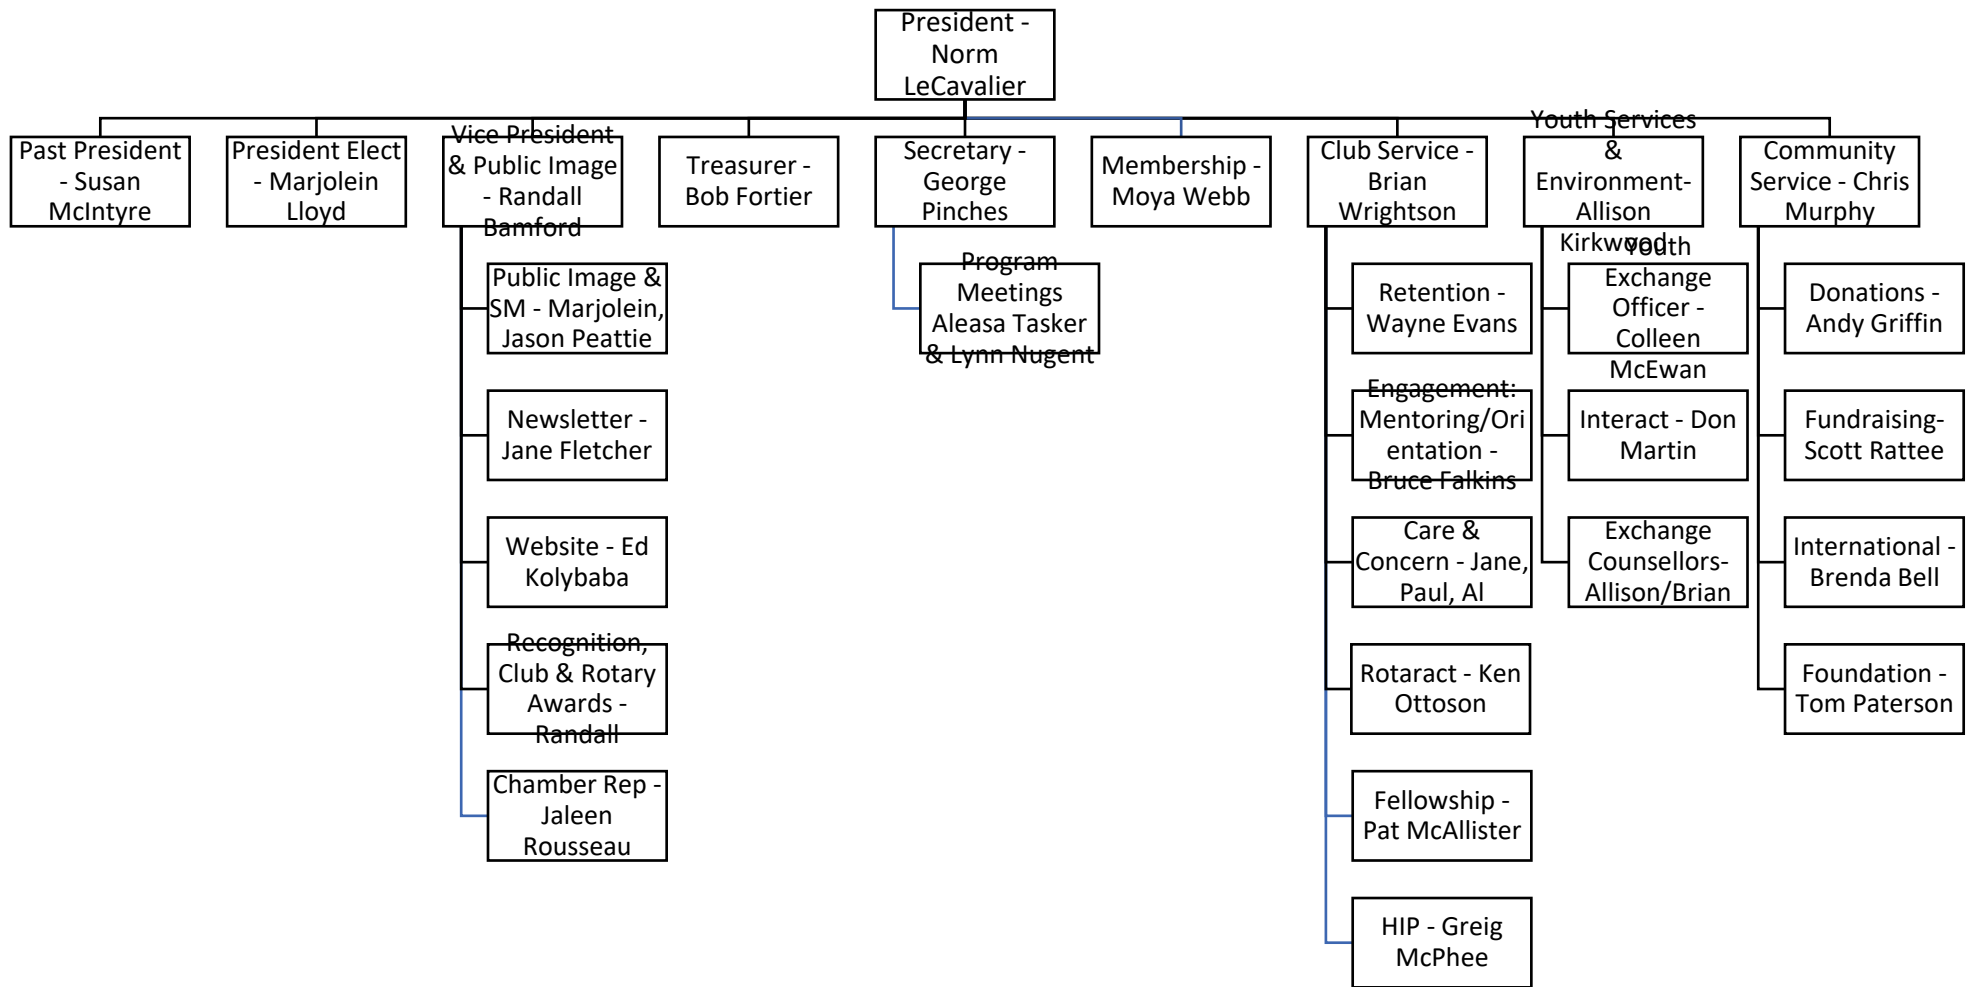 President -
Norm
LeCavalier
Past President
- Susan
McIntyre
President Elect
- Marjolein
Lloyd
Vice President
& Public Image
- Randall
Bamford
Treasurer -
Bob Fortier
Secretary -
George
Pinches
Membership -
Moya Webb
Club Service -
Brian
Wrightson
Youth Services
&
Environment-
Allison
Kirkwood
Community
Service - Chris
Murphy
Public Image &
SM - Marjolein,
Jason Peattie
Newsletter -
Jane Fletcher
Website - Ed
Kolybaba
Recognition,
Club & Rotary
Awards -
Randall
Chamber Rep -
Jaleen
Rousseau
Program
Meetings
Aleasa Tasker
& Lynn Nugent
Retention -
Wayne Evans
Engagement:
Mentoring/Ori
entation -
Bruce Falkins
Care &
Concern - Jane,
Paul, Al
Rotaract - Ken
Ottoson
Fellowship -
Pat McAllister
HIP - Greig
McPhee
Youth
Exchange
Officer -
Colleen
McEwan
Interact - Don
Martin
Exchange
Counsellors-
Allison/Brian
Donations -
Andy Griffin
Fundraising-
Scott Rattee
International -
Brenda Bell
Foundation -
Tom Paterson